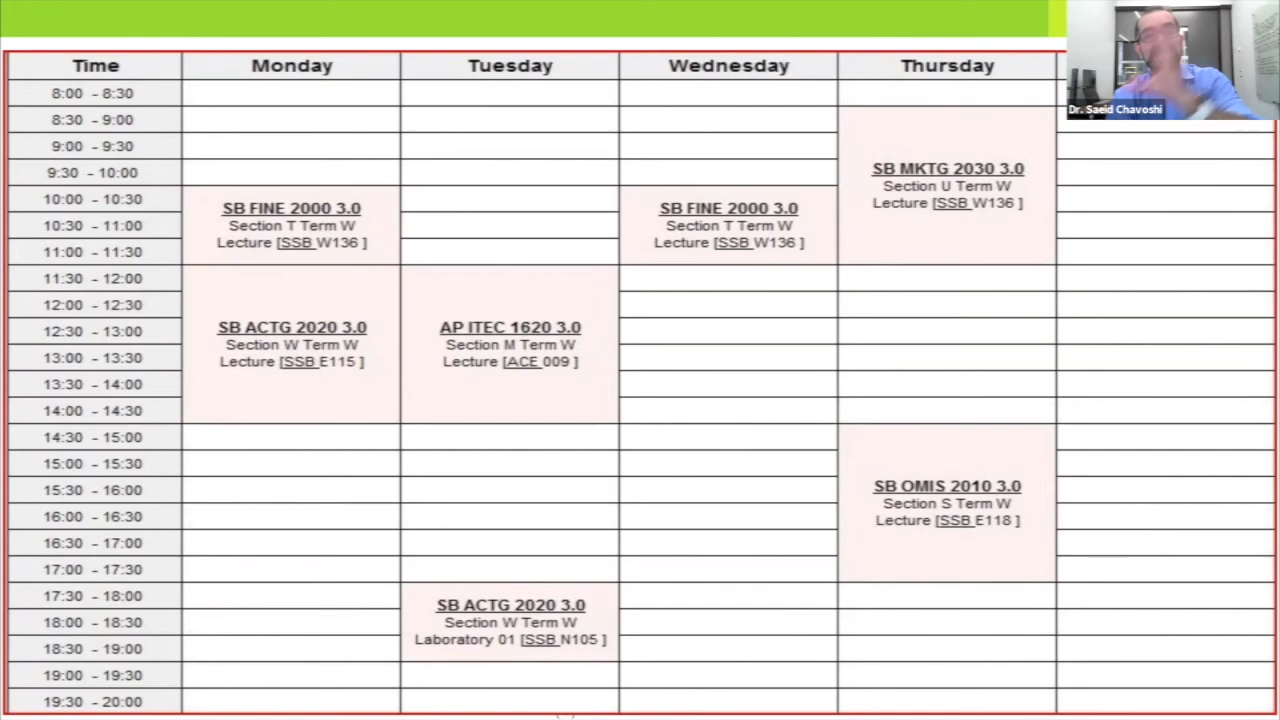 Time Monday Tuesday Wednesday Thursday
Dr. Saeid Chavoshi
8:00 - 8:30
8:30 - 9:00
9:00 - 9:30
9:30 - 10:00
10:00 - 10:30
10:30 - 11:00
11:00 - 11:30
11:30 - 12:00
12:00 - 12:30
12:30 - 13:00
13:00 - 13:30
13:30 - 14:00
14:00 - 14:30
14:30 - 15:00
15:00 - 15:30
15:30 - 16:00
16:00 - 16:30
16:30 - 17:00
17:00 - 17:30
17:30 - 18:00
18:00 - 18:30
18:30 - 19:00
19:00 - 19:30
19:30 - 20:00
SB FINE 2000 3.0
Section T Term W
Lecture [SSB W136 ]
SB ACTG 2020 3.0
Section W Term W
Lecture [SSB E115 ]
AP ITEC 1620 3.0
Section M Term W
Lecture [ACE 009 ]
SB ACTG 2020 3.0
Section W Term W
Laboratory 01 [SSB N105 ]
SB FINE 2000 3.0
Section T Term W
Lecture [SSB W136 ]
SB MKTG 2030 3.0
Section U Term W
Lecture [SSB W136 ]
SB OMIS 2010 3.0
Section S Term W
Lecture [SSB E118 ]